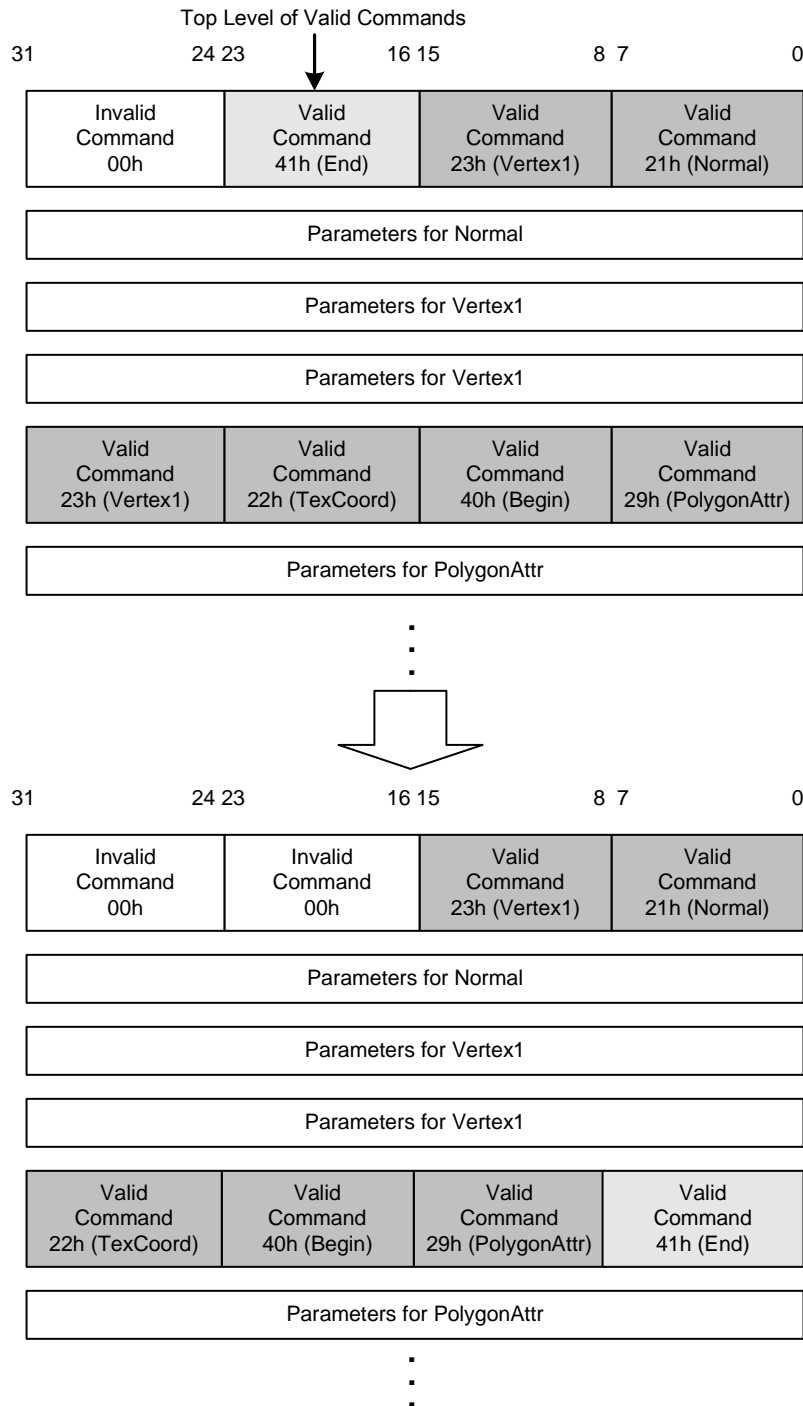 Top Level of Valid Commands
31 24 23 16 15 8 7 0
Invalid Command 00h
Valid Command 41h (End)
Valid Command 23h (Vertex1)
Valid Command 21h (Normal)
Parameters for Normal
Parameters for Vertex1
Parameters for Vertex1
Valid Command 23h (Vertex1)
Valid Command 22h (TexCoord)
Valid Command 40h (Begin)
Valid Command 29h (PolygonAttr)
Parameters for PolygonAttr
31 24 23 16 15 8 7 0
Invalid Command 00h
Invalid Command 00h
Valid Command 23h (Vertex1)
Valid Command 21h (Normal)
Parameters for Normal
Parameters for Vertex1
Parameters for Vertex1
Valid Command 22h (TexCoord)
Valid Command 40h (Begin)
Valid Command 29h (PolygonAttr)
Valid Command 41h (End)
Parameters for PolygonAttr